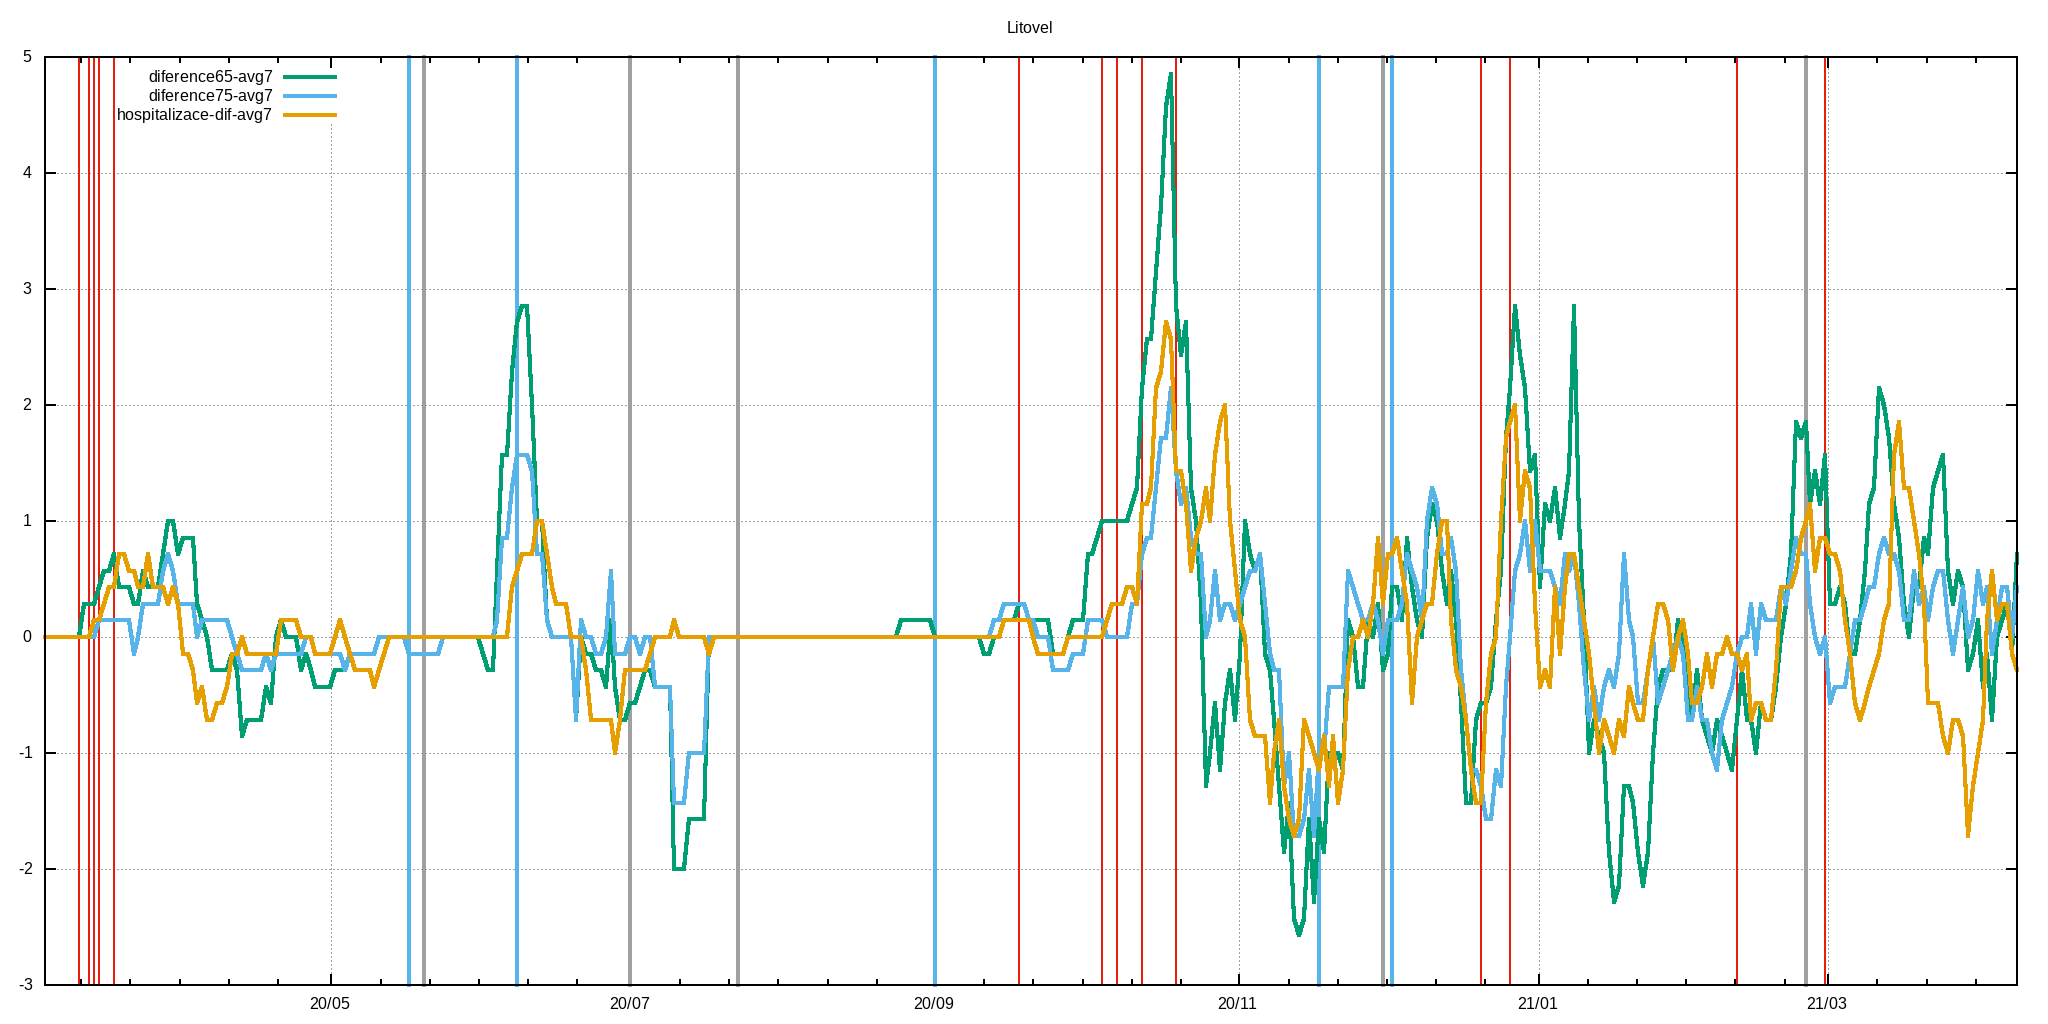 Litovel
5
diference65-avg7
diference75-avg7
hospitalizace-dif-avg7
4
3
2
1
0
-1
-2
-3
20/05 20/07 20/09 20/11 21/01 21/03